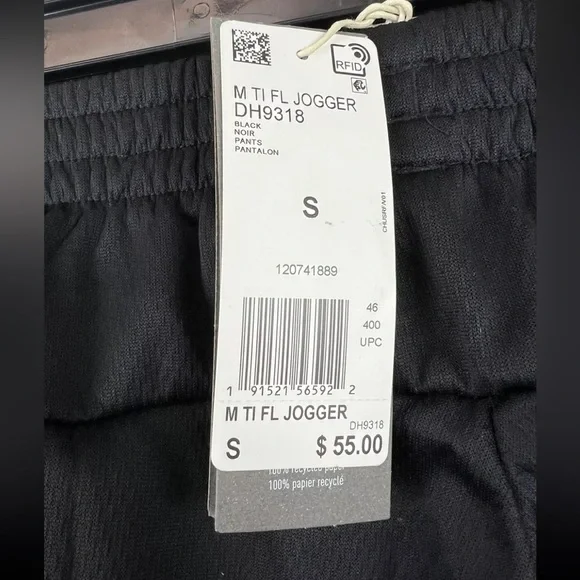 RFID
M TI FL JOGGER
DH9318
BLACK
NOIR
PANTS
PANTALON
S
CHUSRFIV01
120741889
46
400
UPC
1 91521 56592 2
M TI FL JOGGER
DH9318
S $ 55.00
100% recycled paper
100% papier recyclé